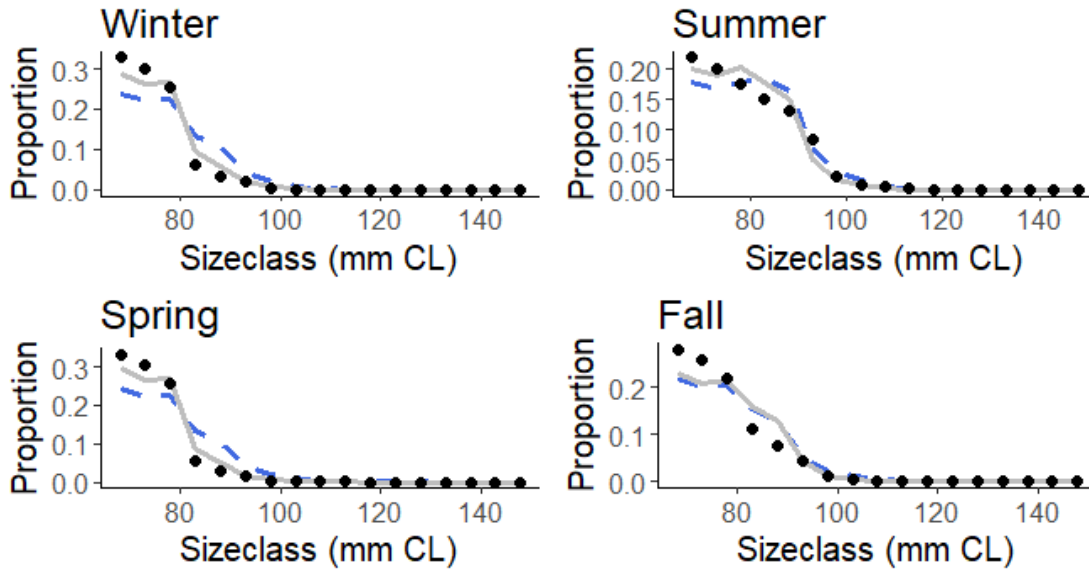 Winter
Proportion
0.3
0.2
0.1
0.0
80 100 120 140
Sizeclass (mm CL)
Summer
Proportion
0.20
0.15
0.10
0.05
0.00
80 100 120 140
Sizeclass (mm CL)
Spring
Proportion
0.3
0.2
0.1
0.0
80 100 120 140
Sizeclass (mm CL)
Fall
Proportion
0.2
0.1
0.0
80 100 120 140
Sizeclass (mm CL)